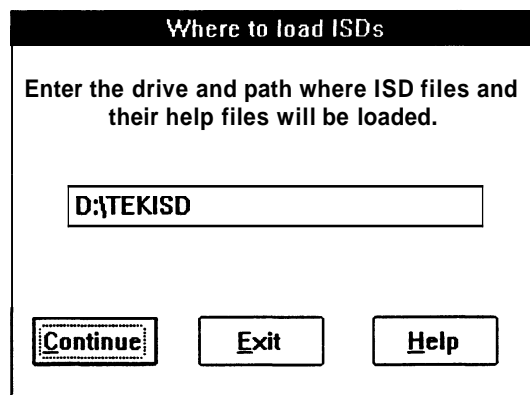 Where to load ISDs
Enter the drive and path where ISD files and
their help files will be loaded.
D:\TEKISD
Continue
Exit
Help